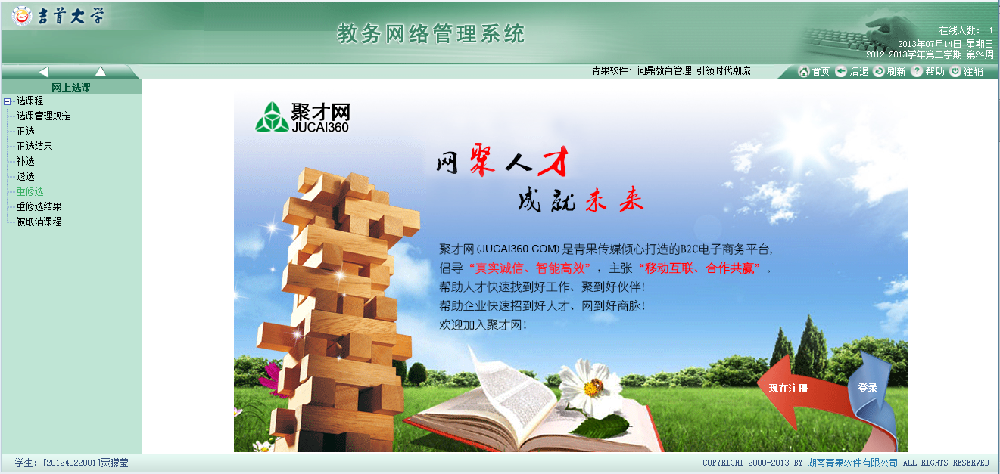 吉首大学
教务网络管理系统
在线人数: 1
2013年07月14日 星期日
2012-2013学年第二学期 第24周
青果软件: 问鼎教育管理 引领时代潮流
首页 后退 刷新 帮助 注销
网上选课
选课程
选课管理规定
正选
正选结果
补选
退选
重修选
重修选结果
被取消课程
聚才网
JUCAI360
网聚人才
成就未来
聚才网(JUCAI360.COM)是青果传媒倾心打造的B2C电子商务平台,
倡导“真实诚信、智能高效”,主张“移动互联、合作共赢”。
帮助人才快速找到好工作、聚到好伙伴!
帮助企业快速招到好人才、网到好商脉!
欢迎加入聚才网!
现在注册
登录
学生: [20124022001]贾朦莹
COPYRIGHT 2000-2013 BY 湖南青果软件有限公司 ALL RIGHTS RESERVED